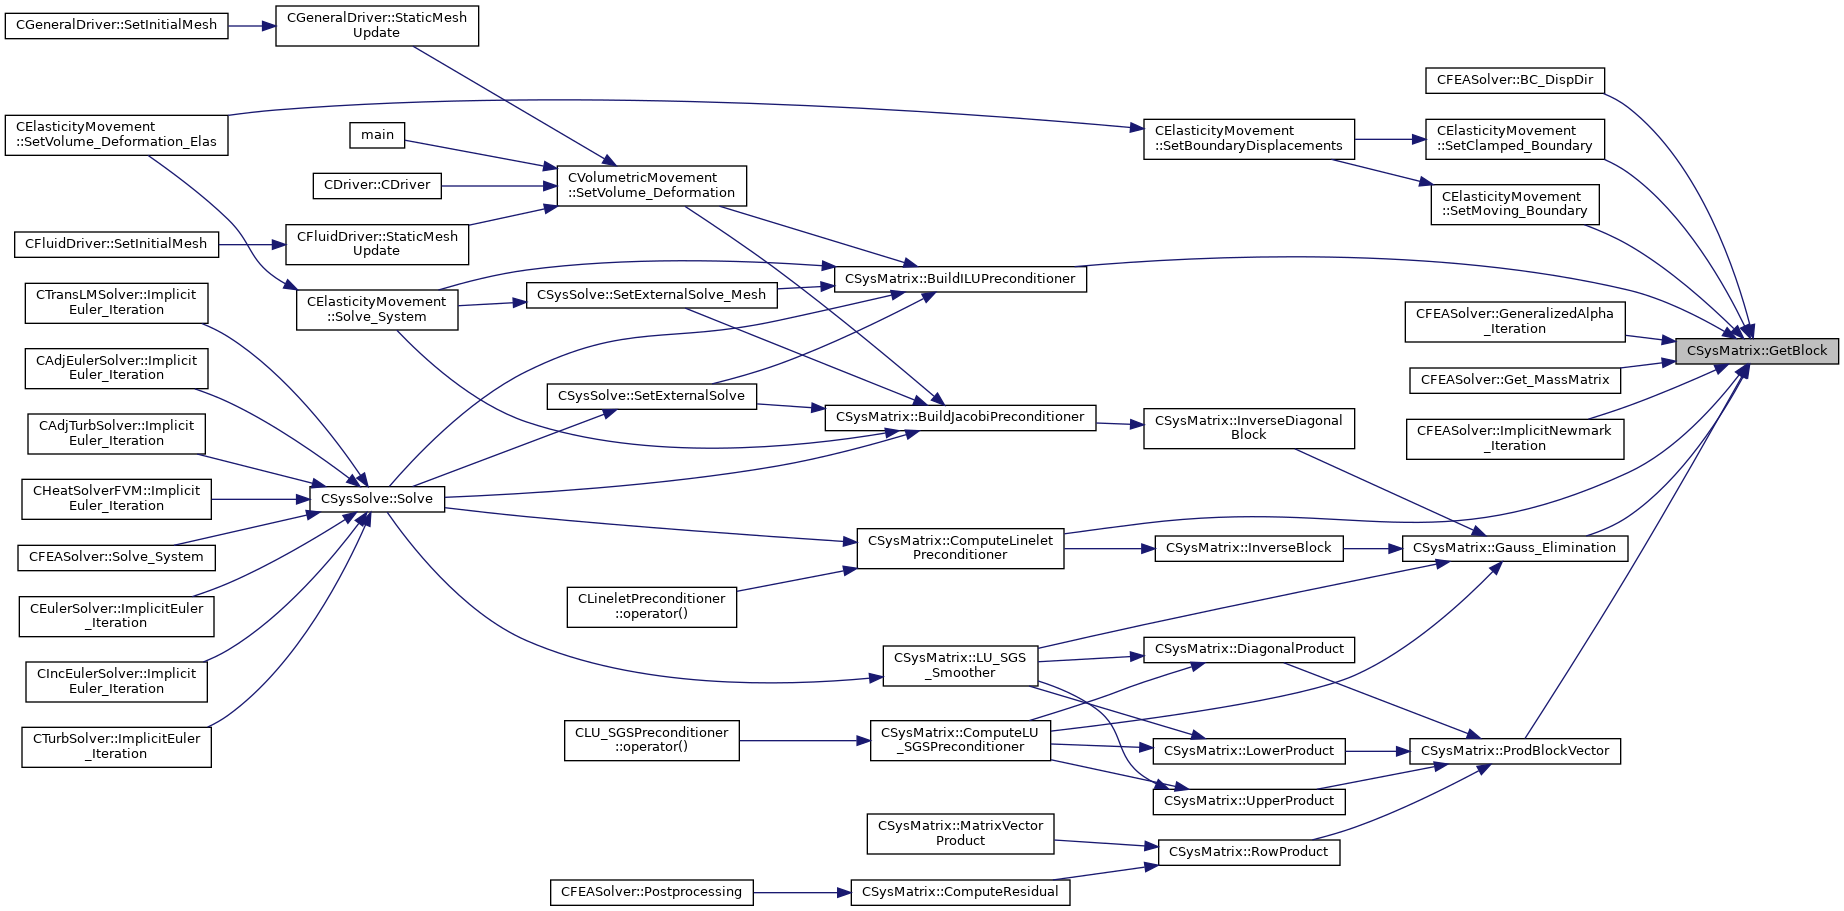 CGeneralDriver::SetInitialMesh
CGeneralDriver::StaticMesh
Update
CElasticityMovement
::SetVolume_Deformation_Elas
main
CDriver::CDriver
CVolumetricMovement
::SetVolume_Deformation
CFluidDriver::SetInitialMesh
CFluidDriver::StaticMesh
Update
CElasticityMovement
::SetBoundaryDisplacements
CFEASolver::BC_DispDir
CElasticityMovement
::SetClamped_Boundary
CElasticityMovement
::SetMoving_Boundary
CSysMatrix::BuildILUPreconditioner
CSysSolve::SetExternalSolve_Mesh
CElasticityMovement
::Solve_System
CTransLMSolver::Implicit
Euler_Iteration
CAdjEulerSolver::Implicit
Euler_Iteration
CAdjTurbSolver::Implicit
Euler_Iteration
CHeatSolverFVM::Implicit
Euler_Iteration
CFEASolver::Solve_System
CEulerSolver::ImplicitEuler
_Iteration
CIncEulerSolver::Implicit
Euler_Iteration
CTurbSolver::ImplicitEuler
_Iteration
CSysSolve::Solve
CSysSolve::SetExternalSolve
CSysMatrix::BuildJacobiPreconditioner
CSysMatrix::InverseDiagonal
Block
CFEASolver::GeneralizedAlpha
_Iteration
CSysMatrix::GetBlock
CFEASolver::Get_MassMatrix
CFEASolver::ImplicitNewmark
_Iteration
CSysMatrix::ComputeLinelet
Preconditioner
CSysMatrix::InverseBlock
CSysMatrix::Gauss_Elimination
CLineletPreconditioner
::operator()
CSysMatrix::LU_SGS
_Smoother
CSysMatrix::DiagonalProduct
CLU_SGSPreconditioner
::operator()
CSysMatrix::ComputeLU
_SGSPreconditioner
CSysMatrix::LowerProduct
CSysMatrix::ProdBlockVector
CSysMatrix::UpperProduct
CSysMatrix::MatrixVector
Product
CSysMatrix::RowProduct
CFEASolver::Postprocessing
CSysMatrix::ComputeResidual